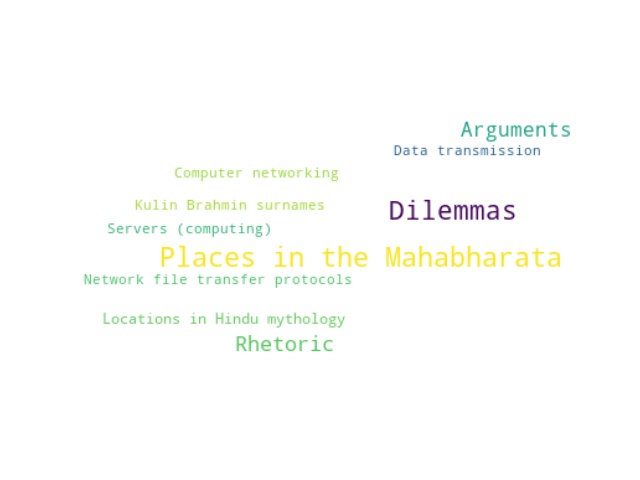 Arguments
Data transmission
Computer networking
Kulin Brahmin surnames
Dilemmas
Servers (computing)
Places in the Mahabharata
Network file transfer protocols
Locations in Hindu mythology
Rhetoric